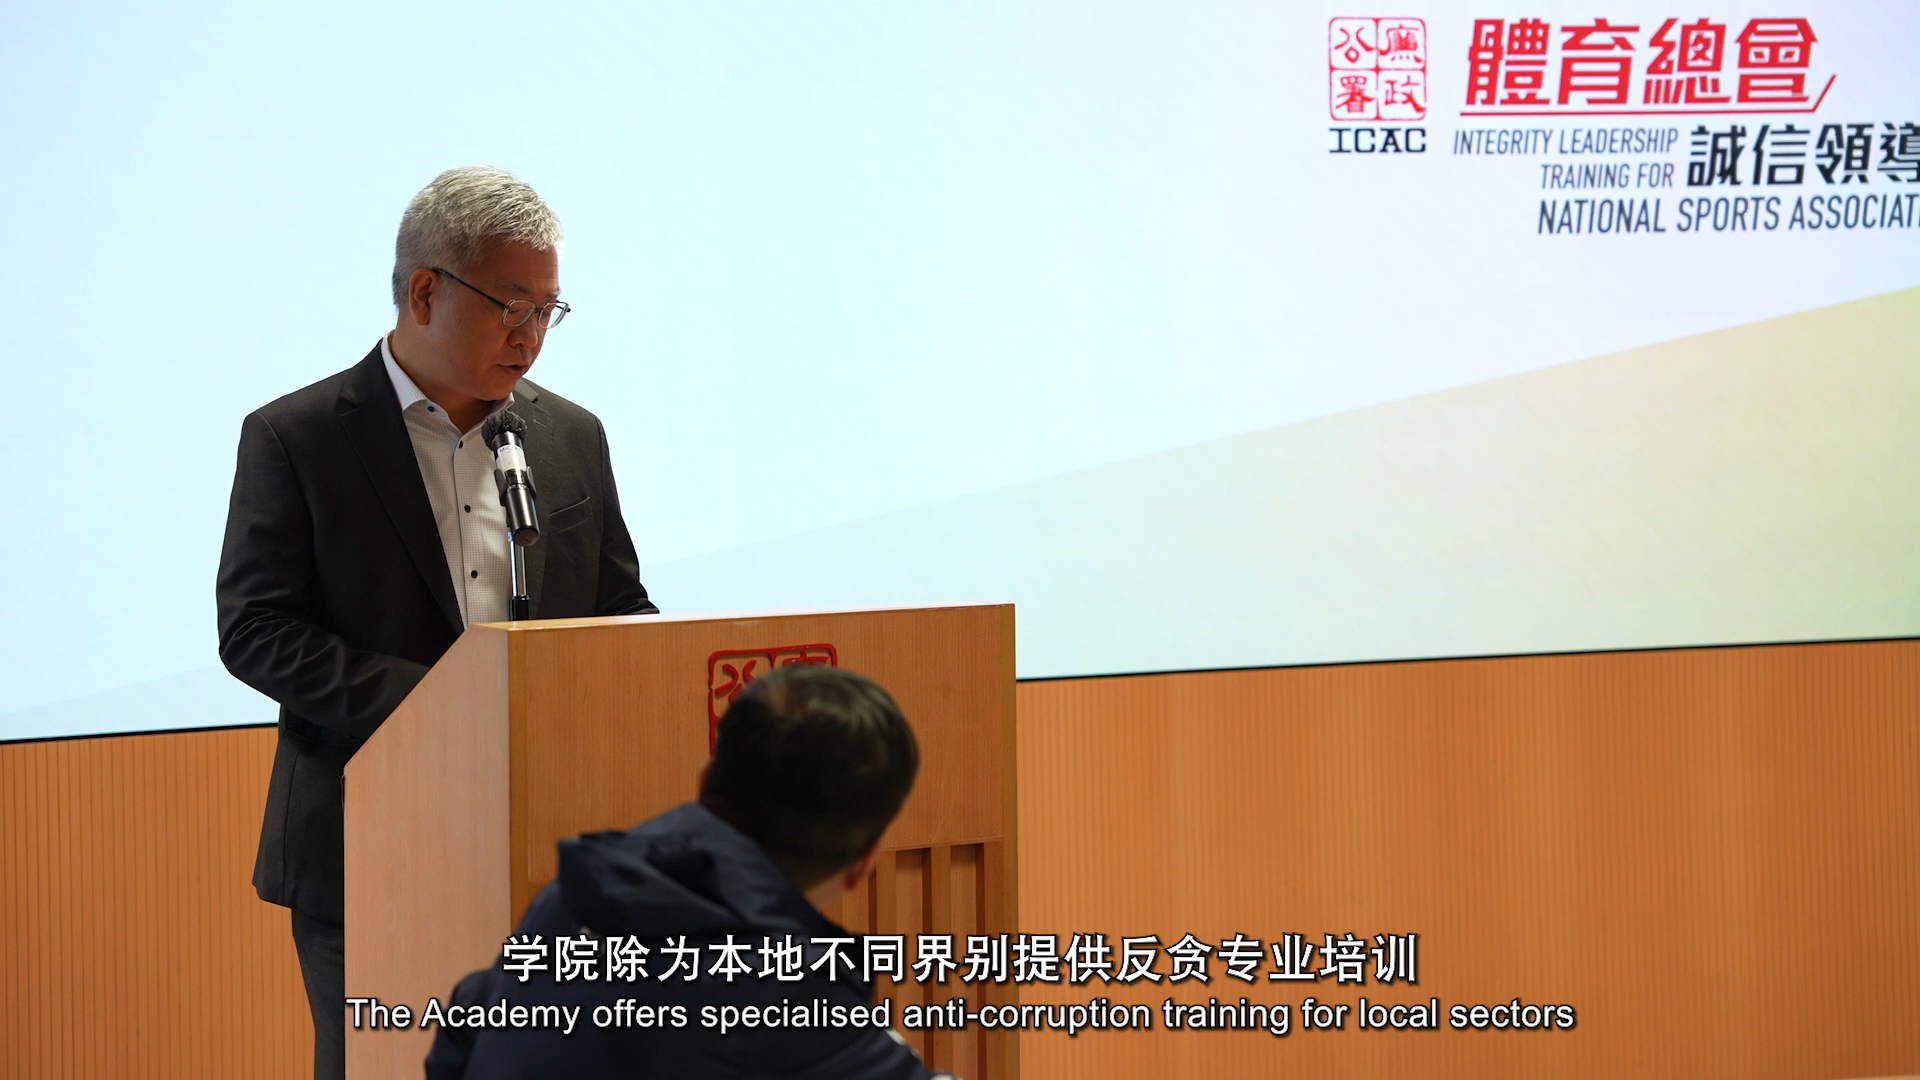 廉政公署
ICAC
體育總會
INTEGRITY LEADERSHIP
TRAINING FOR
誠信領導
NATIONAL SPORTS
学院除为本地不同界别提供反贪专业培训
The Academy offers specialised anti-corruption training for local sectors